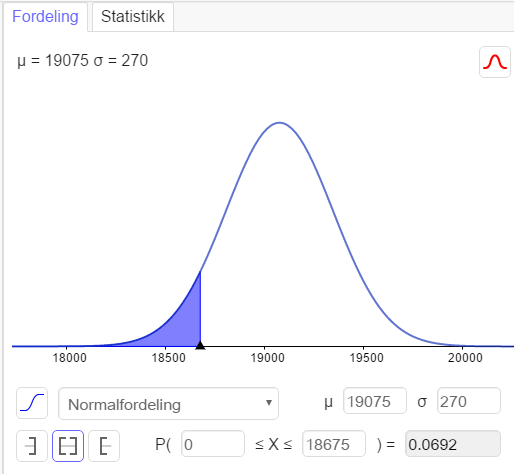 Fordeling Statistikk
μ = 19075 σ = 270
18000 18500 19000 19500 20000
Normalfordeling μ 19075 σ 270
P( 0 ≤ X ≤ 18675 ) = 0.0692